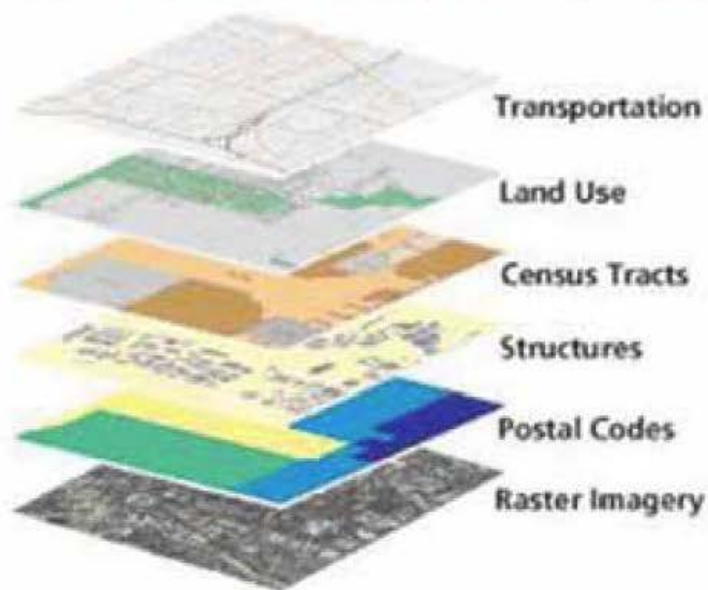 Transportation
Land Use
Census Tracts
Structures
Postal Codes
Raster Imagery